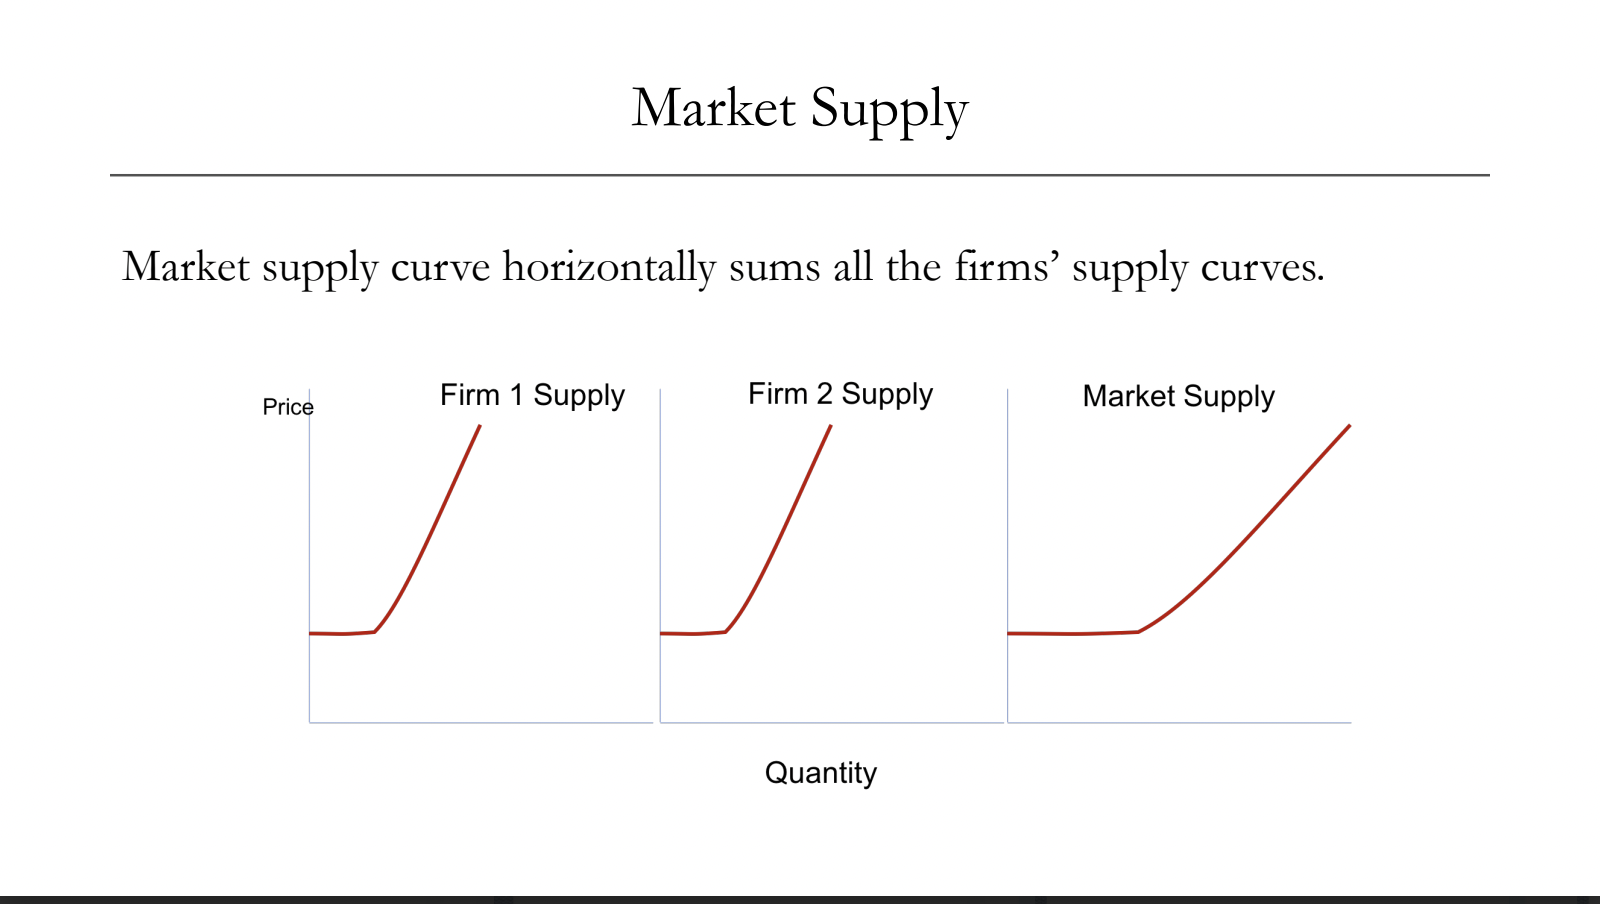 Market Supply
Market supply curve horizontally sums all the firms’ supply curves.
Price
Firm 1 Supply
Firm 2 Supply
Market Supply
Quantity